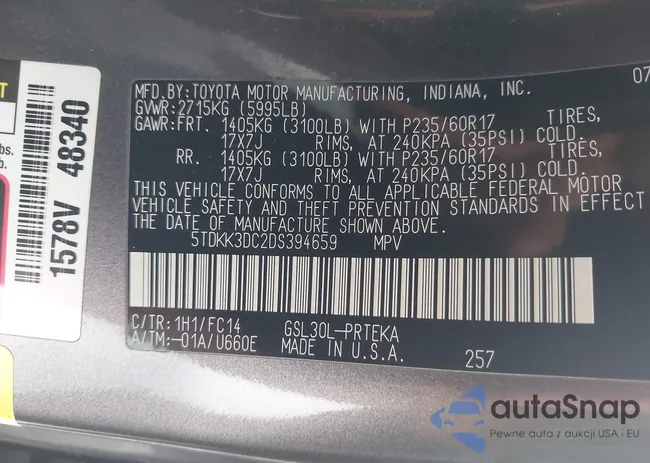 MFD.BY:TOYOTA MOTOR MANUFACTURING, INDIANA, INC. 07
GVWR:2715KG (5995LB)
GAWR:FRT. 1405KG (3100LB) WITH P235/60R17 TIRES,
17X7J RIMS, AT 240KPA (35PSI) COLD.
RR. 1405KG (3100LB) WITH P235/60R17 TIRES,
17X7J RIMS, AT 240KPA (35PSI) COLD.
THIS VEHICLE CONFORMS TO ALL APPLICABLE FEDERAL MOTOR
VEHICLE SAFETY AND THEFT PREVENTION STANDARDS IN EFFECT
THE DATE OF MANUFACTURE SHOWN ABOVE.
5TDKK3DC2DS394659 MPV
C/TR:1H1/FC14 GSL30L-PRTEKA
A/TM:-01A/U660E MADE IN U.S.A. 257
1578V 48340
lbs.
b.
autaSnap
Pewne auta z aukcji USA i EU